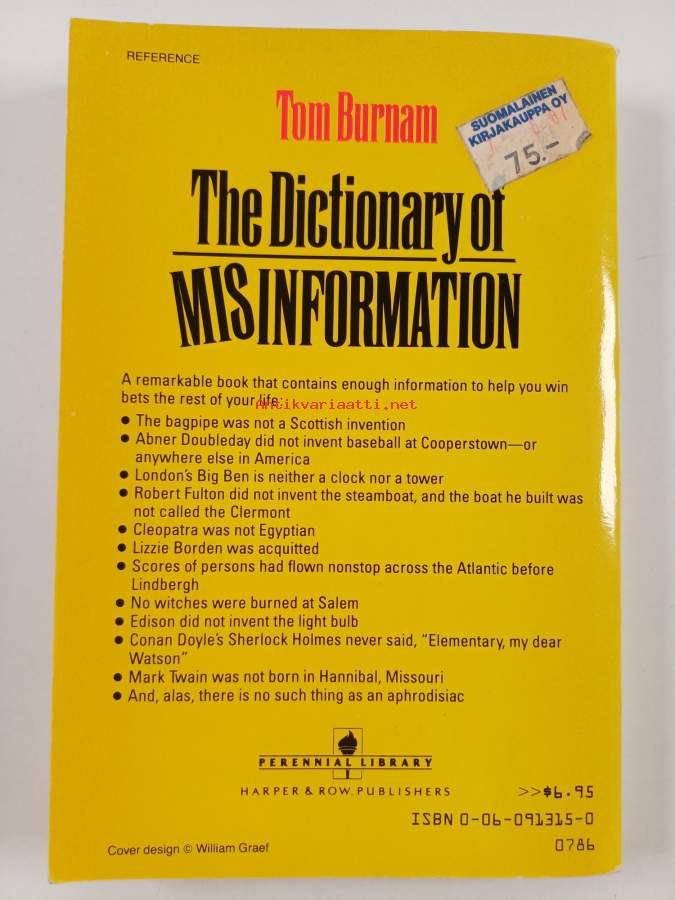 REFERENCE
Tom Burnam
SUOMALAINEN
KIRJAKAUPPA OY
75.-
The Dictionary of
MISINFORMATION
A remarkable book that contains enough information to help you win
bets the rest of your life:
Antikvariaatti.net
● The bagpipe was not a Scottish invention
● Abner Doubleday did not invent baseball at Cooperstown—or
anywhere else in America
● London's Big Ben is neither a clock nor a tower
● Robert Fulton did not invent the steamboat, and the boat he built was
not called the Clermont
● Cleopatra was not Egyptian
● Lizzie Borden was acquitted
● Scores of persons had flown nonstop across the Atlantic before
Lindbergh
● No witches were burned at Salem
● Edison did not invent the light bulb
● Conan Doyle's Sherlock Holmes never said, "Elementary, my dear
Watson"
● Mark Twain was not born in Hannibal, Missouri
● And, alas, there is no such thing as an aphrodisiac
PERENNIAL LIBRARY
HARPER & ROW, PUBLISHERS
>>$6.95
ISBN 0-06-091315-0
0786
Cover design © William Graef